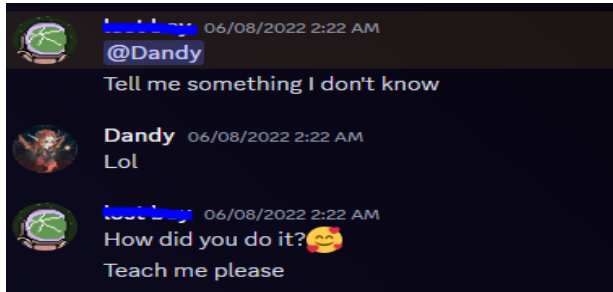 06/08/2022 2:22 AM
@Dandy
Tell me something I don't know
Dandy 06/08/2022 2:22 AM
Lol
06/08/2022 2:22 AM
How did you do it?🥰
Teach me please